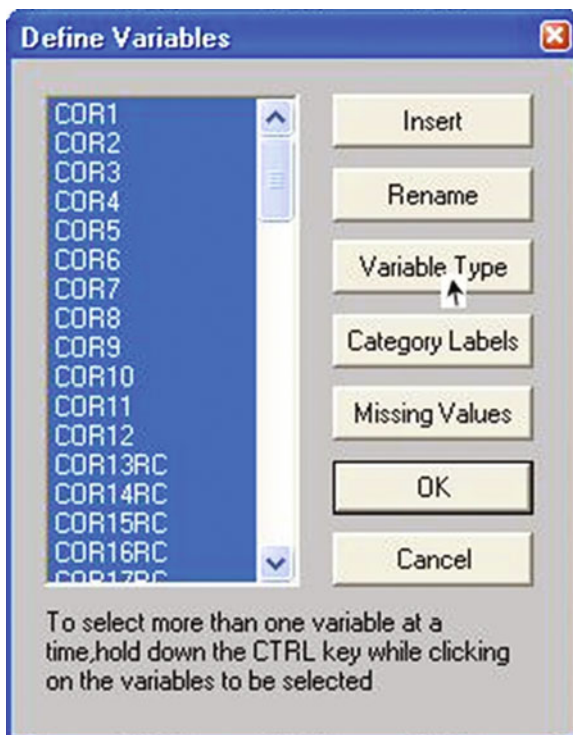 Define Variables
COR1
COR2
COR3
COR4
COR5
COR6
COR7
COR8
COR9
COR10
COR11
COR12
COR13RC
COR14RC
COR15RC
COR16RC
COR17RC
Insert
Rename
Variable Type
Category Labels
Missing Values
OK
Cancel
To select more than one variable at a
time,hold down the CTRL key while clicking
on the variables to be selected